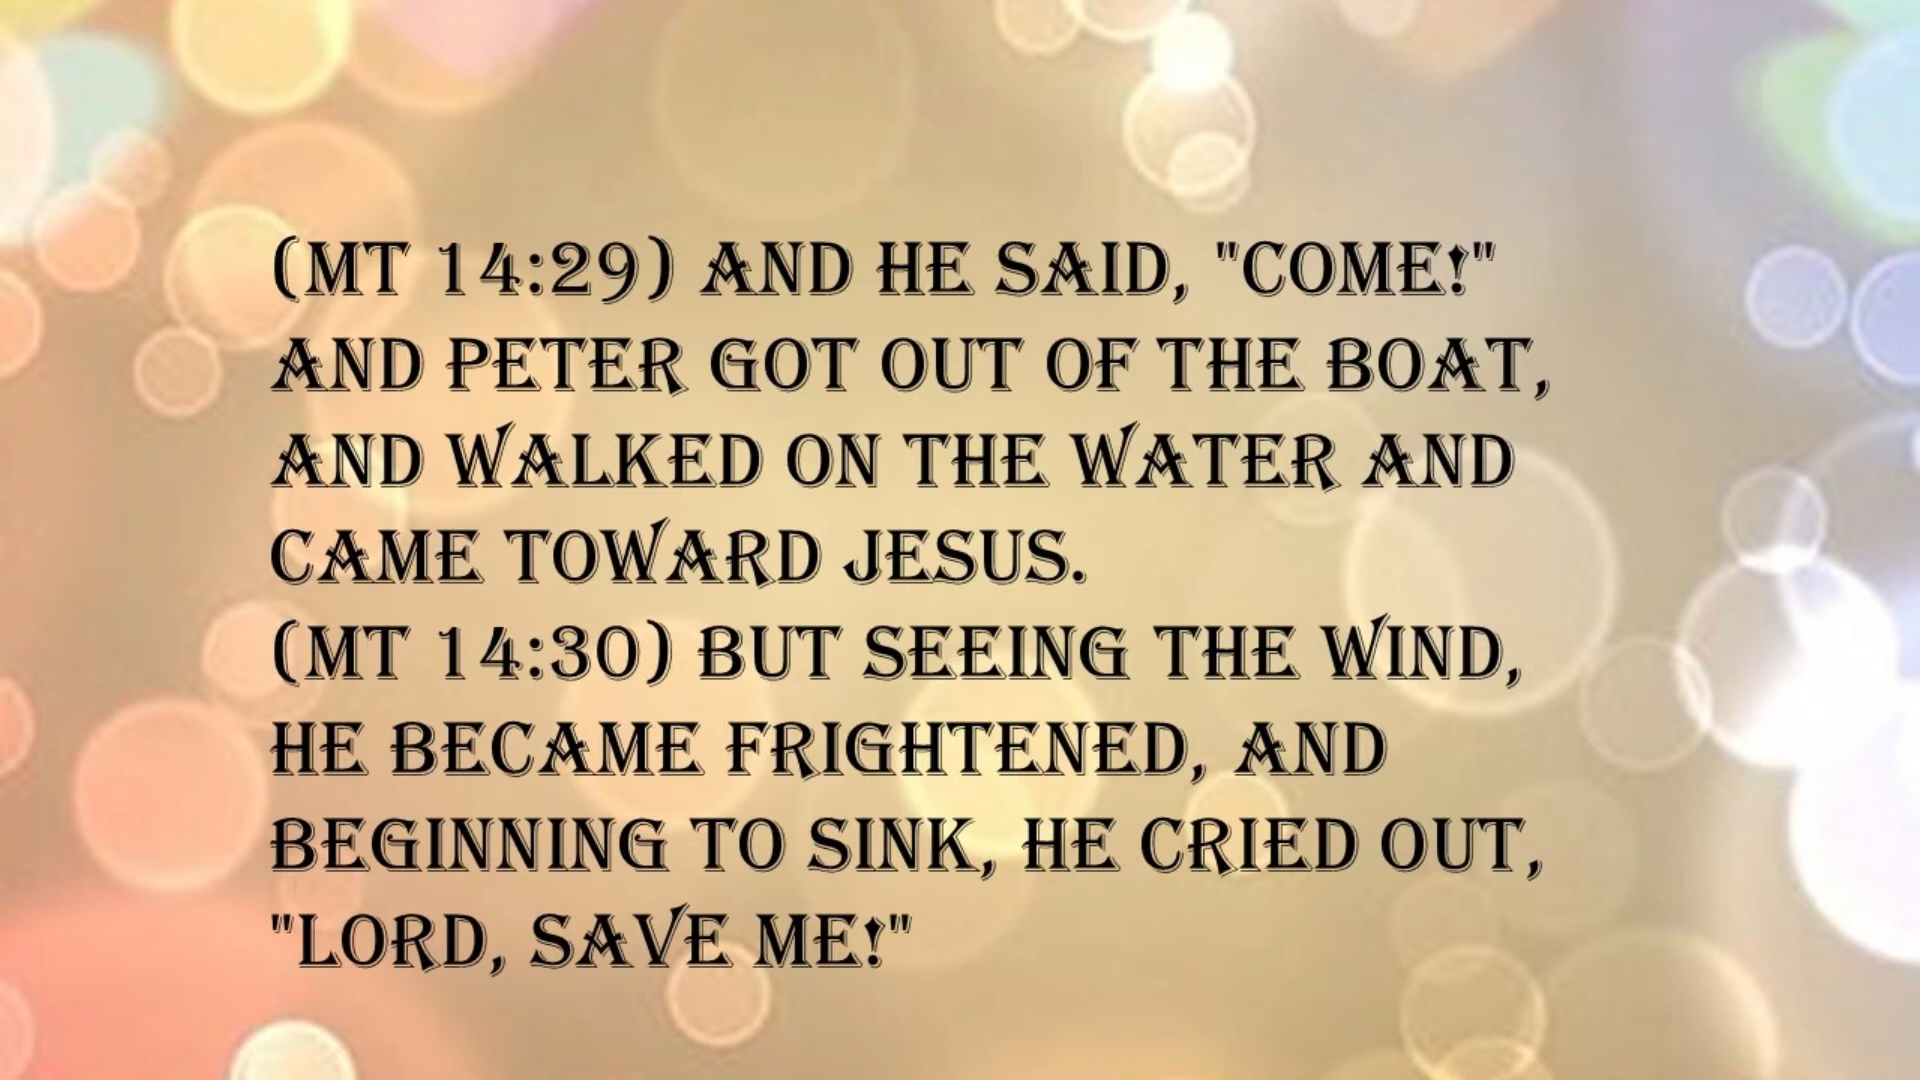 (MT 14:29) AND HE SAID, "COME!"
AND PETER GOT OUT OF THE BOAT,
AND WALKED ON THE WATER AND
CAME TOWARD JESUS.
(MT 14:30) BUT SEEING THE WIND,
HE BECAME FRIGHTENED, AND
BEGINNING TO SINK, HE CRIED OUT,
"LORD, SAVE ME!"